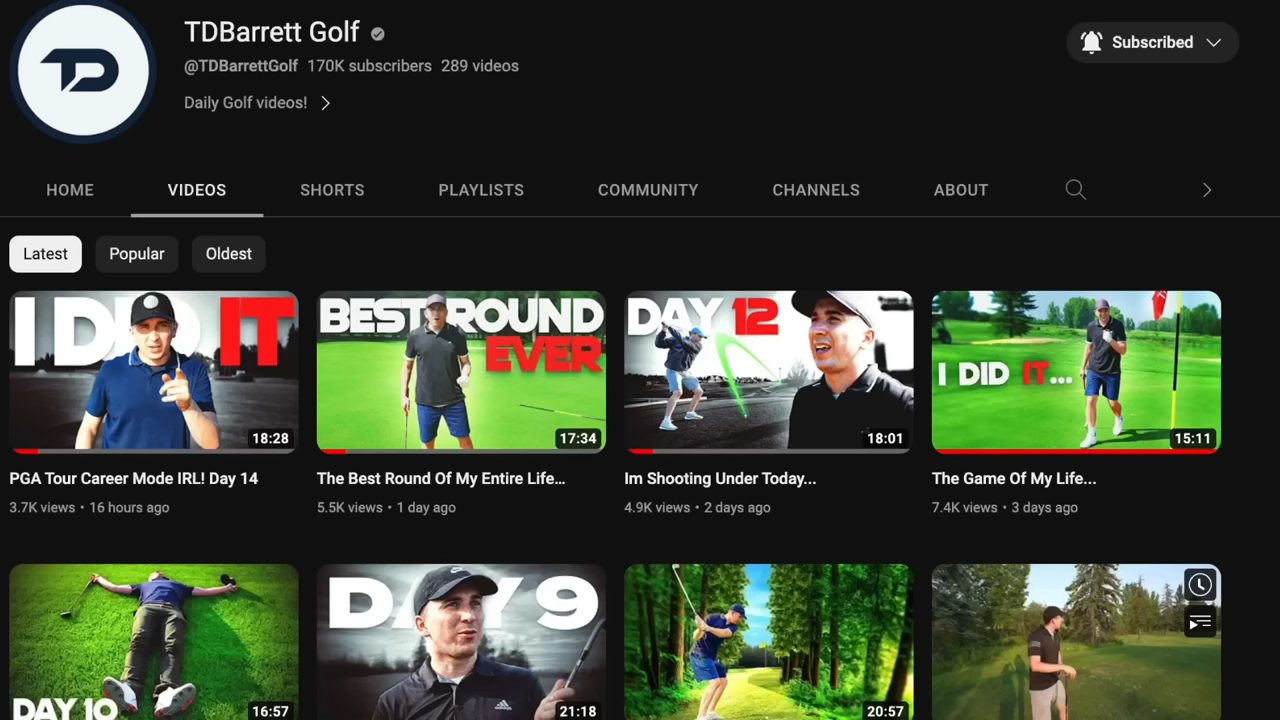 TD
TDBarrett Golf
Subscribed
@TDBarrettGolf 170K subscribers 289 videos
Daily Golf videos!
HOME VIDEOS SHORTS PLAYLISTS COMMUNITY CHANNELS ABOUT
Latest Popular Oldest
I DID IT
18:28
BEST ROUND
EVER
17:34
DAY 12
18:01
I DID IT...
15:11
PGA Tour Career Mode IRL! Day 14
3.7K views • 16 hours ago
The Best Round Of My Entire Life...
5.5K views • 1 day ago
Im Shooting Under Today...
4.9K views • 2 days ago
The Game Of My Life...
7.4K views • 3 days ago
DAY 10
16:57
DAY 9
21:18
20:57